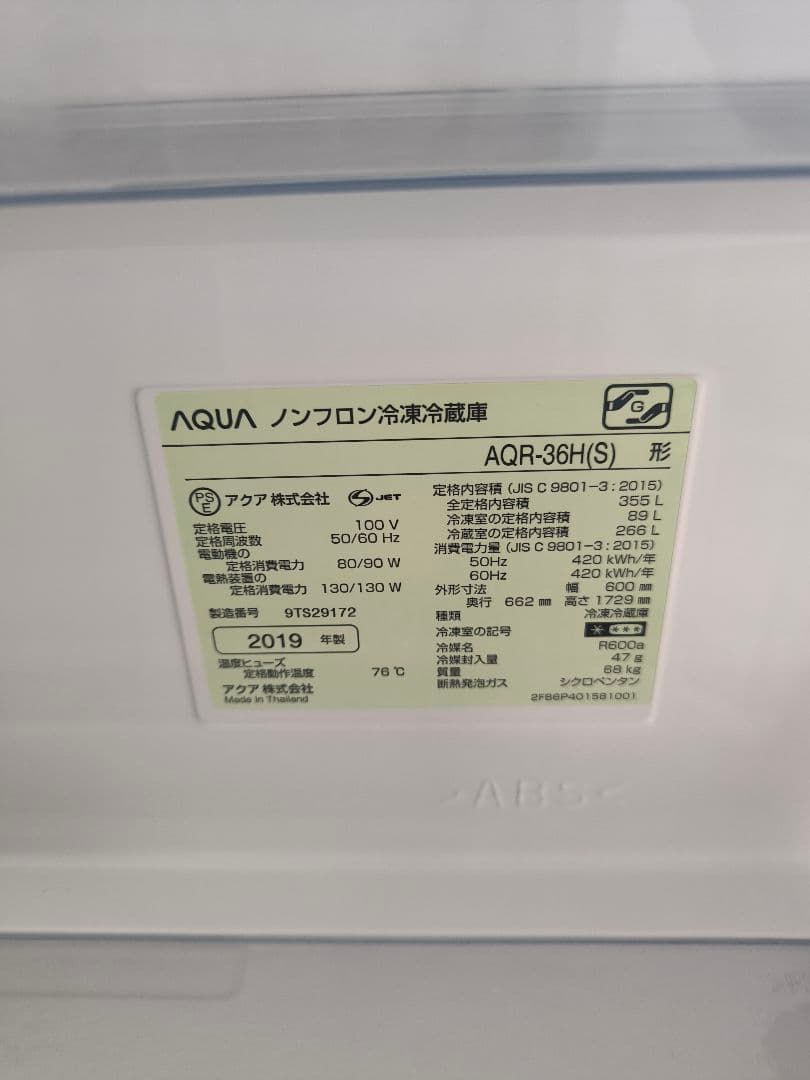 AQUA ノンフロン冷凍冷蔵庫
G
AQR-36H(S) 形
PS
E
アクア 株式会社
S JET
定格電圧 100 V
定格周波数 50/60 Hz
電動機の
定格消費電力 80/90 W
電熱装置の
定格消費電力 130/130 W
製造番号 9TS29172
2019 年製
温度ヒューズ
定格動作温度 76 ℃
アクア 株式会社
Made in Thailand
定格内容積 (JIS C 9801-3 : 2015)
全定格内容積 355 L
冷凍室の定格内容積 89 L
冷蔵室の定格内容積 266 L
消費電力量 (JIS C 9801-3 : 2015)
50Hz 420 kWh/年
60Hz 420 kWh/年
外形寸法 幅 600 ㎜
奥行 662 ㎜ 高さ 1729 ㎜
種類 冷凍冷蔵庫
冷凍室の記号 * ***
冷媒名 R600a
冷媒封入量 47 g
質量 68 kg
断熱発泡ガス シクロペンタン
2FB6P401581001
>ABS<